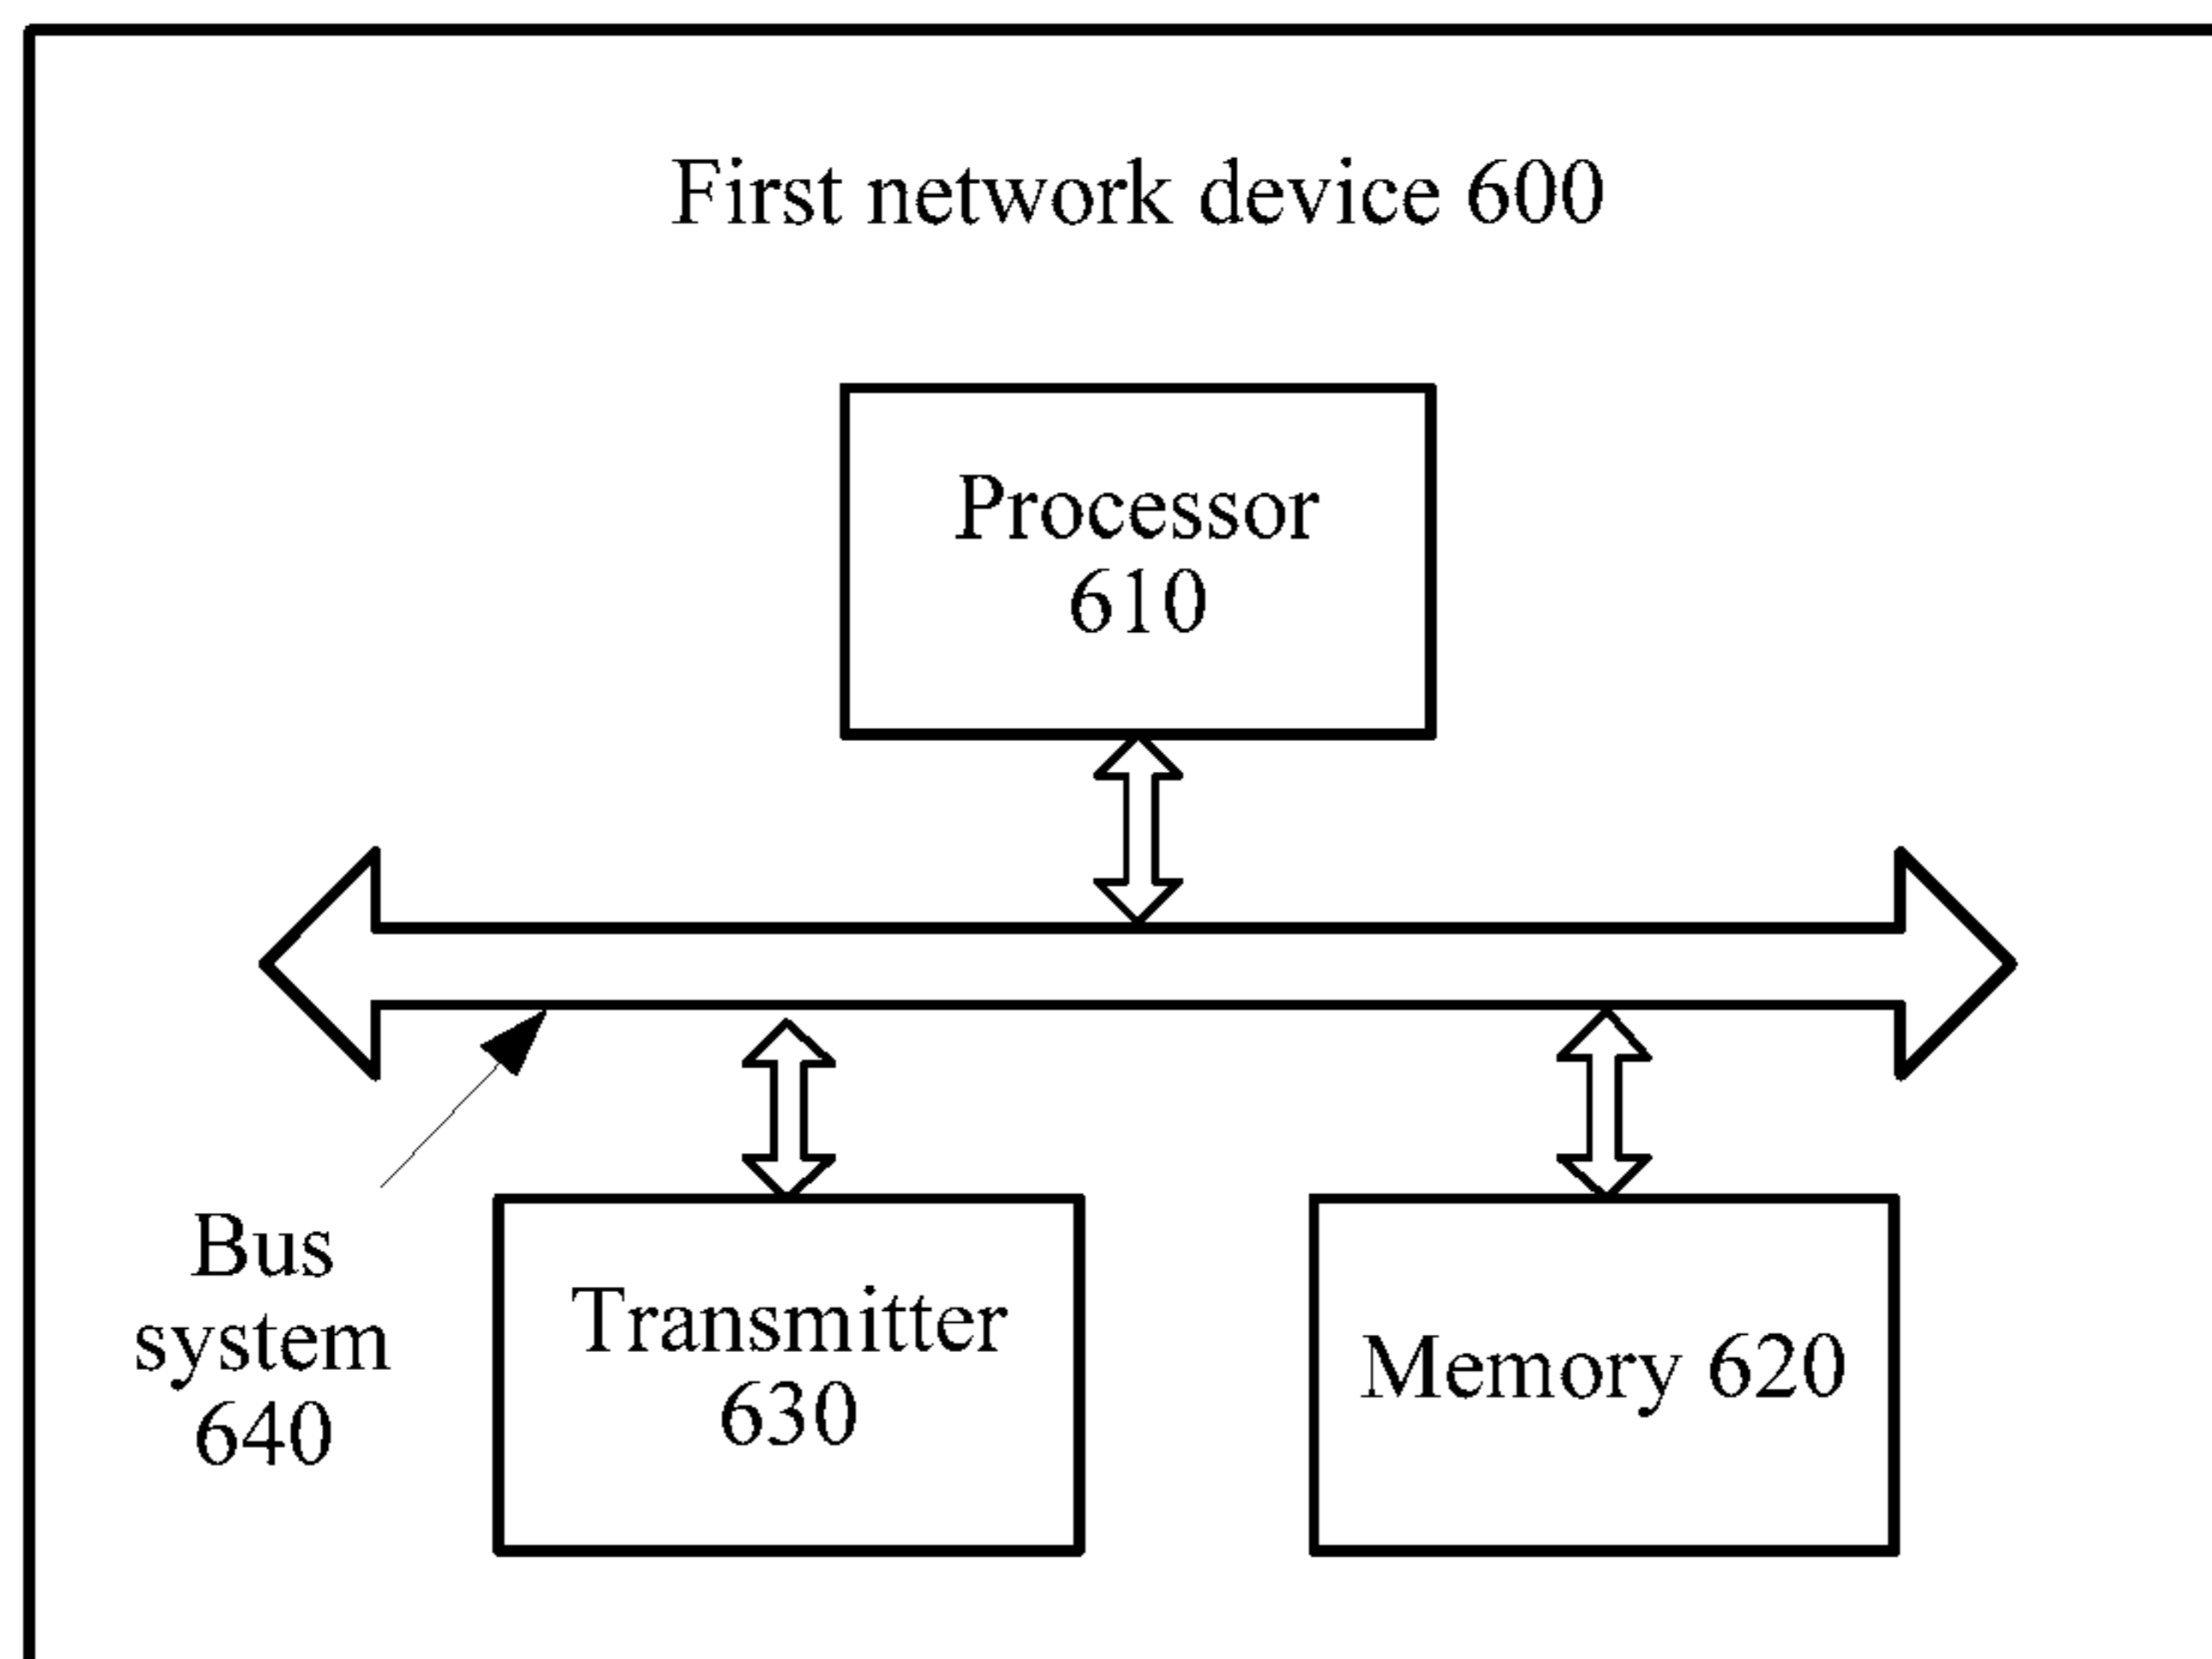 First network device 600
Processor
610
Bus
system
640
Transmitter
630
Memory 620